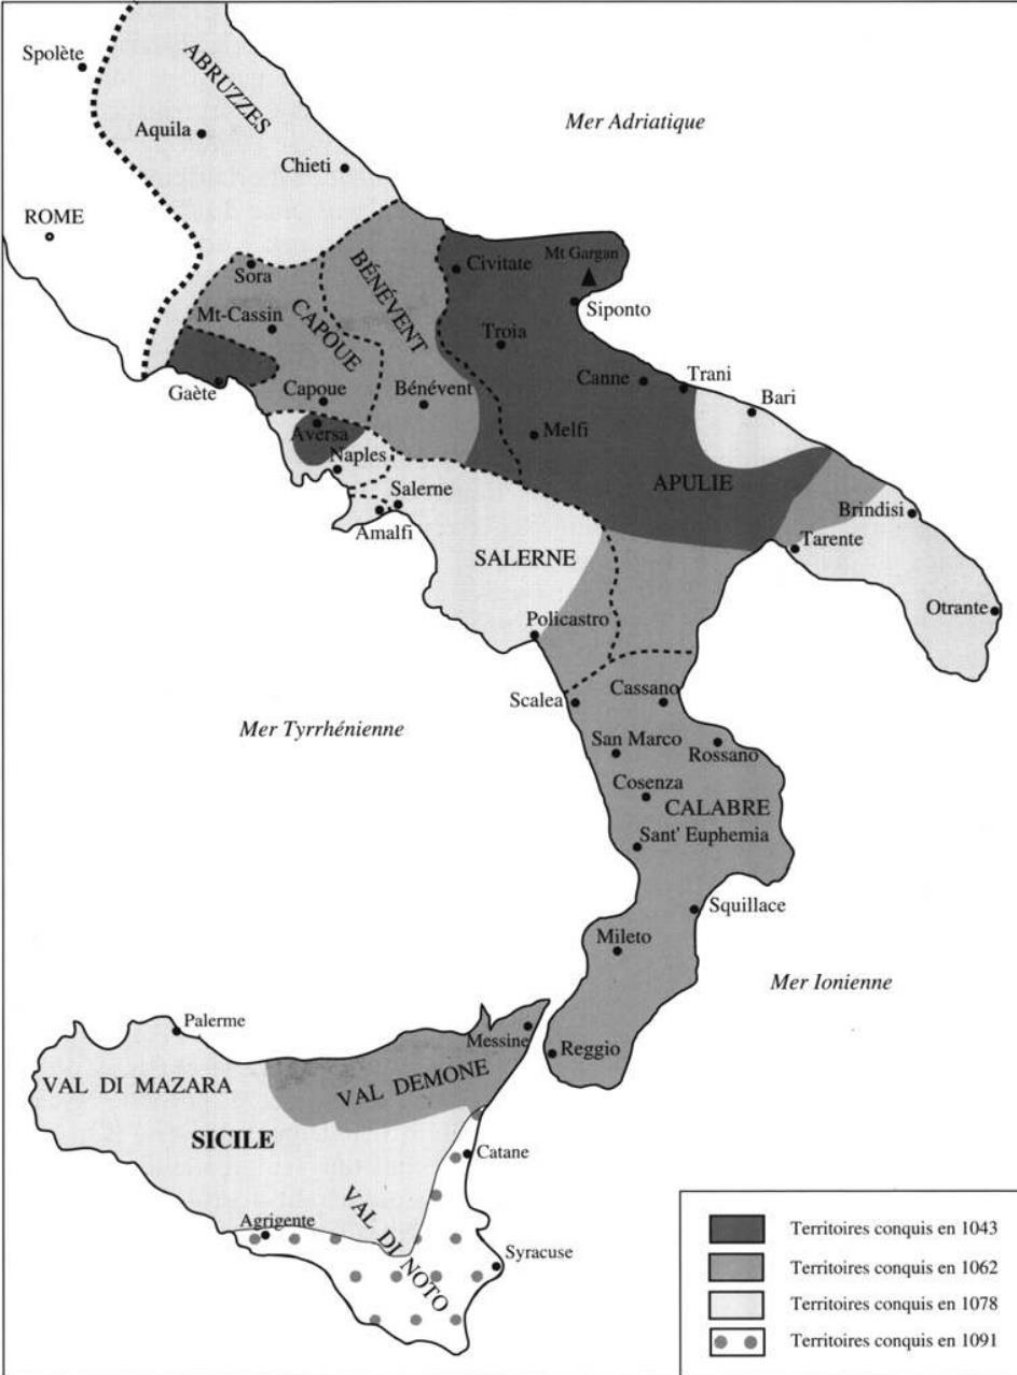 Spolète
ABRUZZES
Mer Adriatique
Aquila
Chieti
ROME
Mt Gargan
BÉNÉVENT
Civitate
Sora
Siponto
Mt-Cassin
CAPOUE
Troia
Gaète
Capoue
Bénévent
Canne
Trani
Bari
Aversa
Melfi
Naples
APULIE
Salerne
Brindisi
Amalfi
Tarente
SALERNE
Otrante
Policastro
Scalea
Cassano
Mer Tyrrhénienne
San Marco
Rossano
Cosenza
CALABRE
Sant' Euphemia
Squillace
Mileto
Mer Ionienne
Palerme
Messine
Reggio
VAL DI MAZARA
VAL DEMONE
SICILE
Catane
Agrigente
VAL DI NOTO
Syracuse
Territoires conquis en 1043
Territoires conquis en 1062
Territoires conquis en 1078
Territoires conquis en 1091